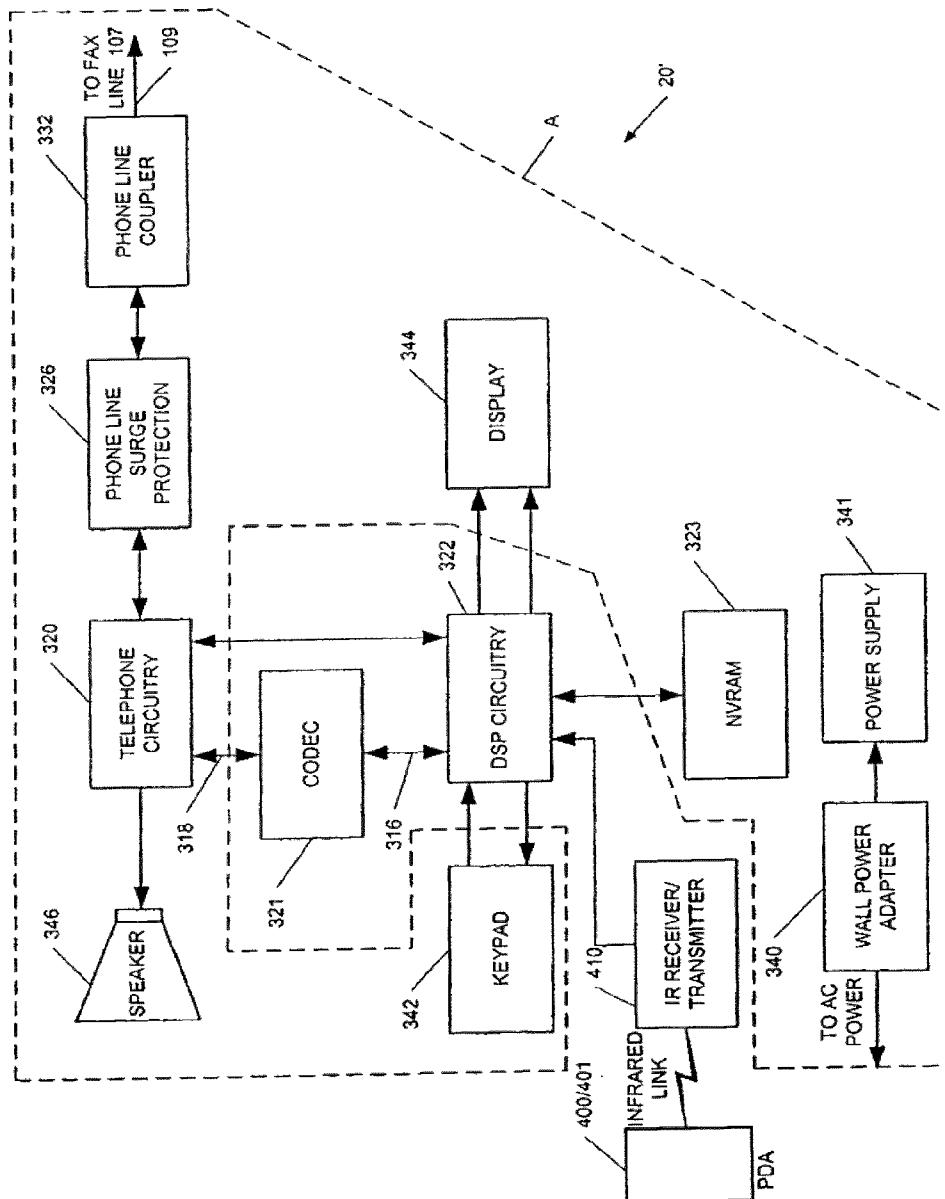 346
SPEAKER
318
320
TELEPHONE
CIRCUITRY
326
PHONE LINE
SURGE
PROTECTION
332
PHONE LINE
COUPLER
TO FAX
LINE 107
109
321
CODEC
316
342
KEYPAD
322
DSP CIRCUITRY
344
DISPLAY
A
20'
400/401
PDA
INFRARED
LINK
410
IR RECEIVER/
TRANSMITTER
323
NVRAM
TO AC
POWER
340
WALL POWER
ADAPTER
341
POWER SUPPLY